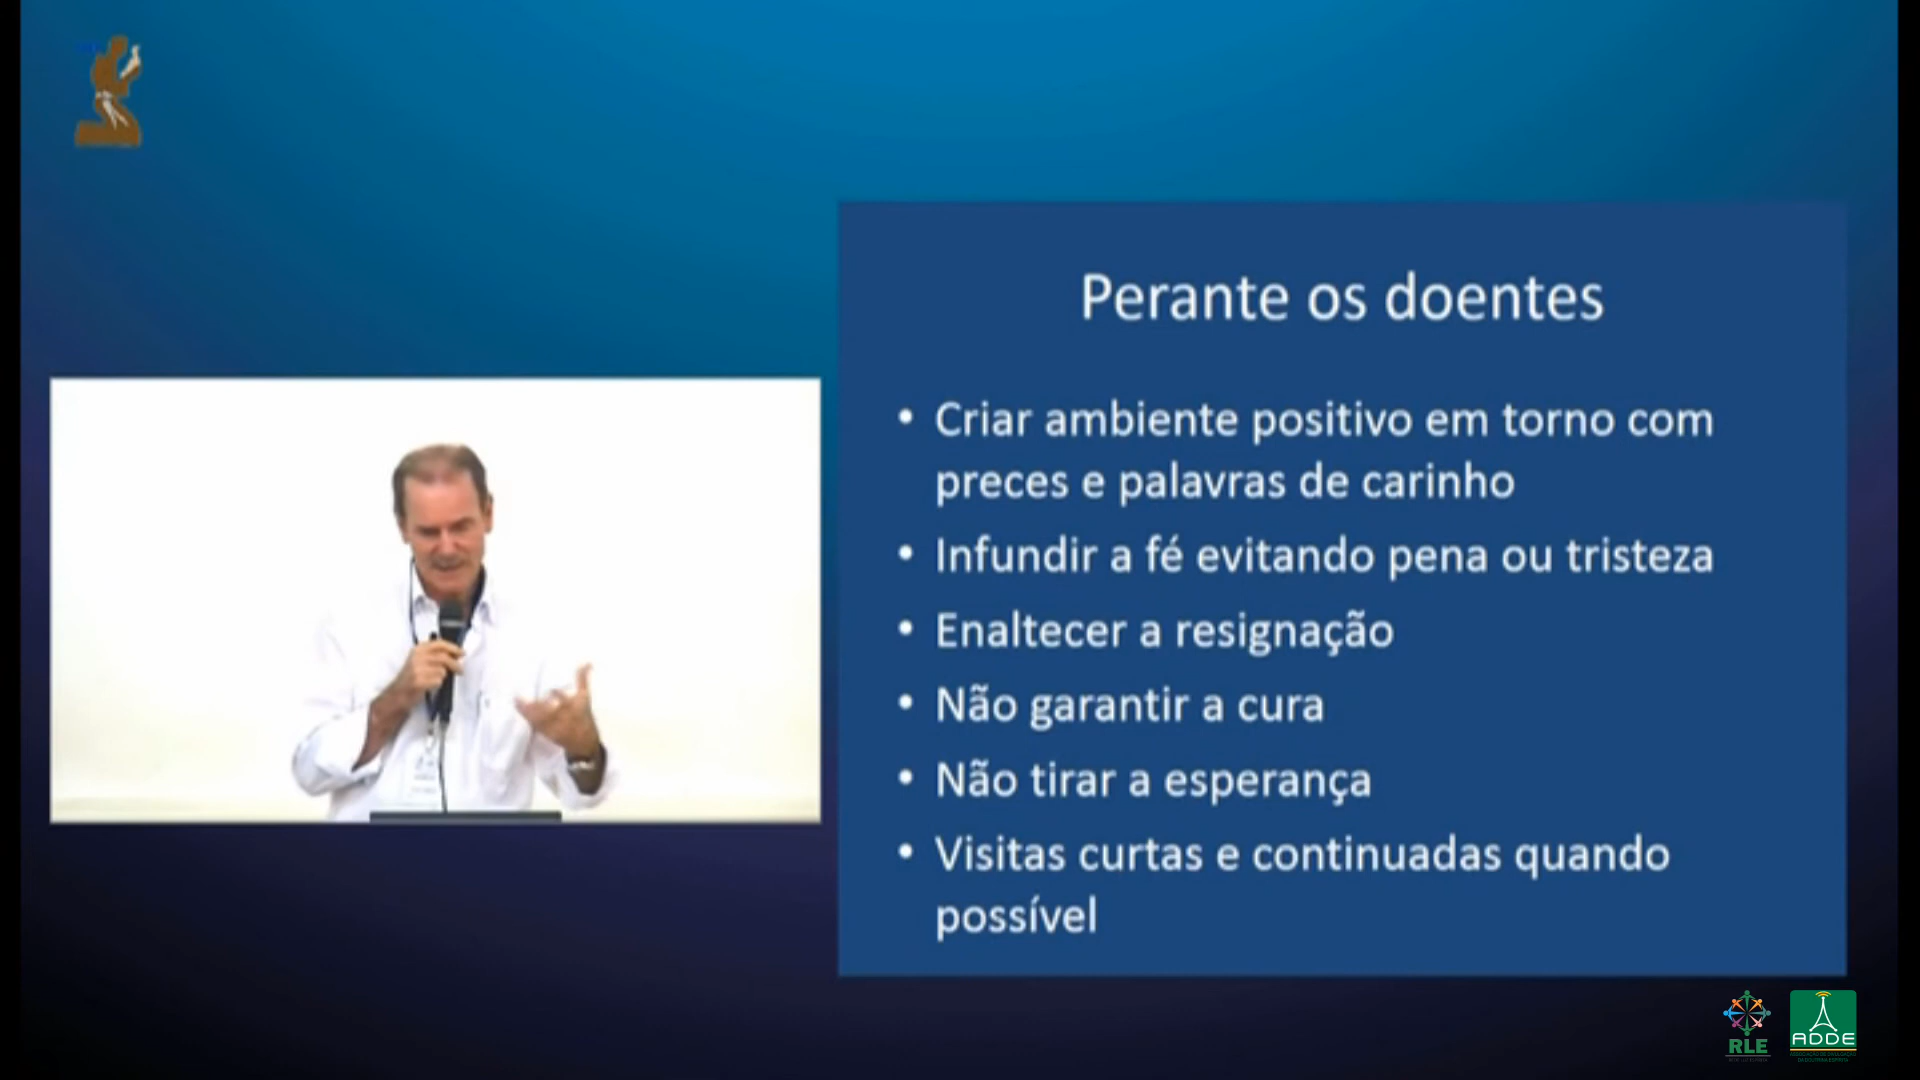 Perante os doentes
• Criar ambiente positivo em torno com
preces e palavras de carinho
• Infundir a fé evitando pena ou tristeza
• Enaltecer a resignação
• Não garantir a cura
• Não tirar a esperança
• Visitas curtas e continuadas quando
possível
RLE
ADDE